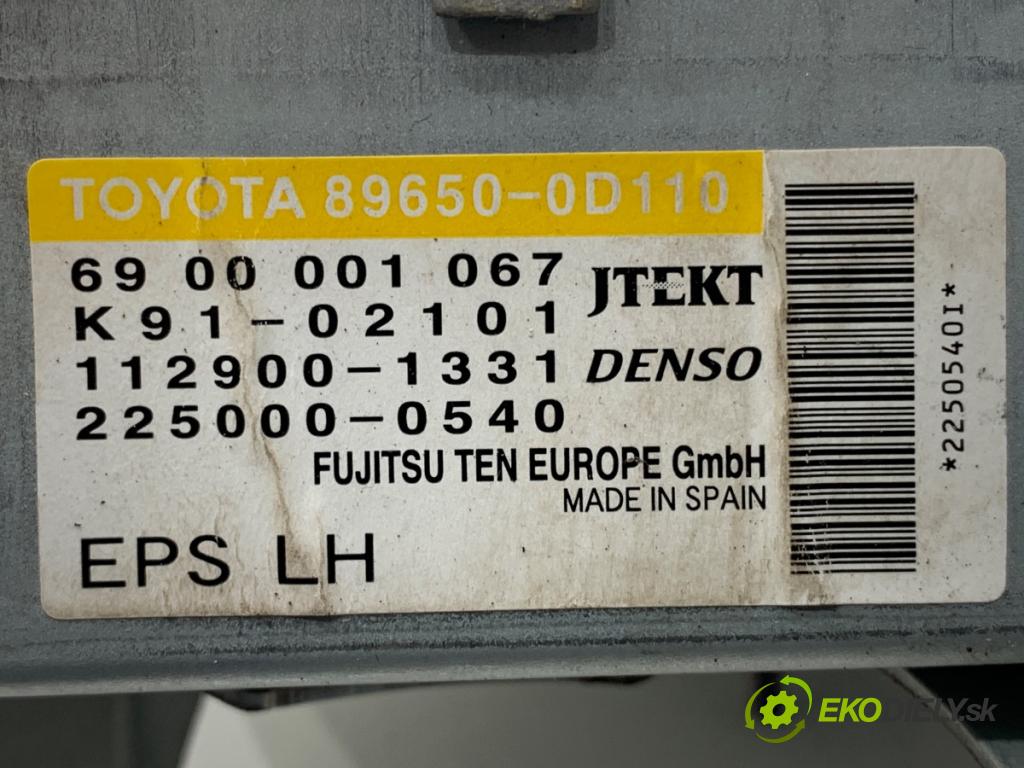 TOYOTA 89650-0D110
69 00 001 067
JTEKT
K91-02101
112900-1331
DENSO
225000-0540
FUJITSU TEN EUROPE GmbH
MADE IN SPAIN
EPS LH
*2250540I*
EKODIELY.sk